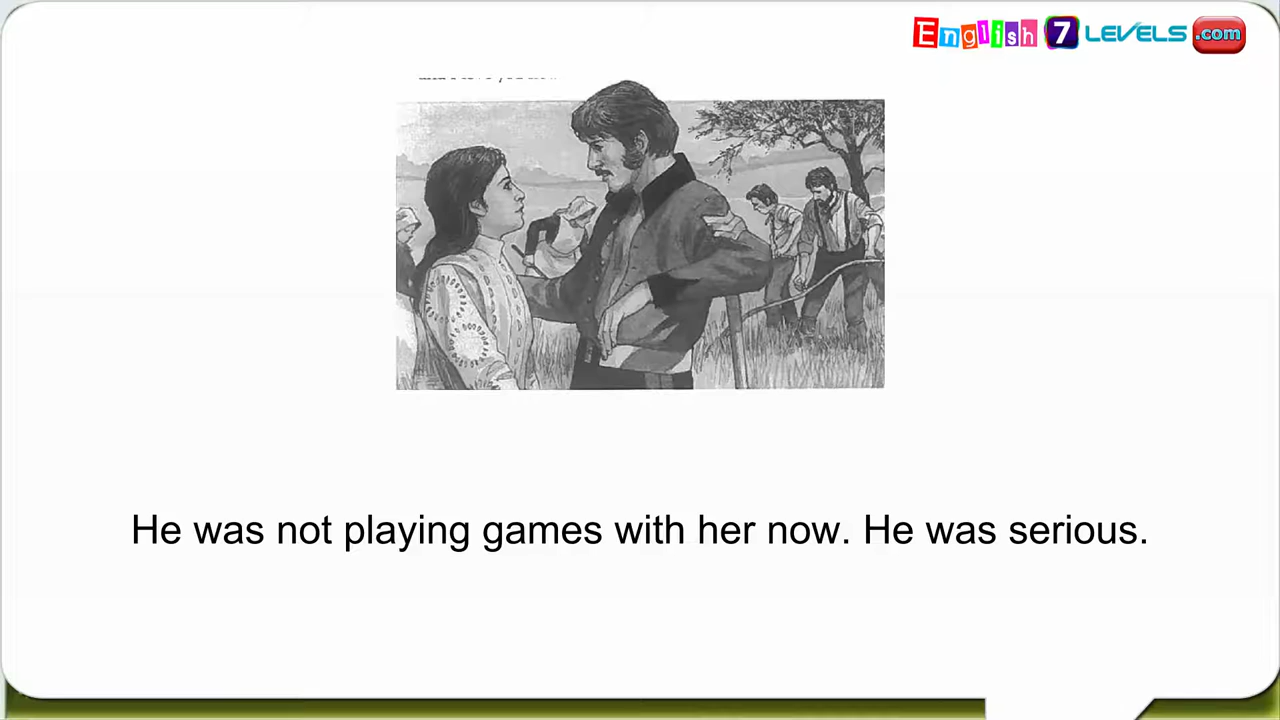 English 7 LEVELS .com
He was not playing games with her now. He was serious.